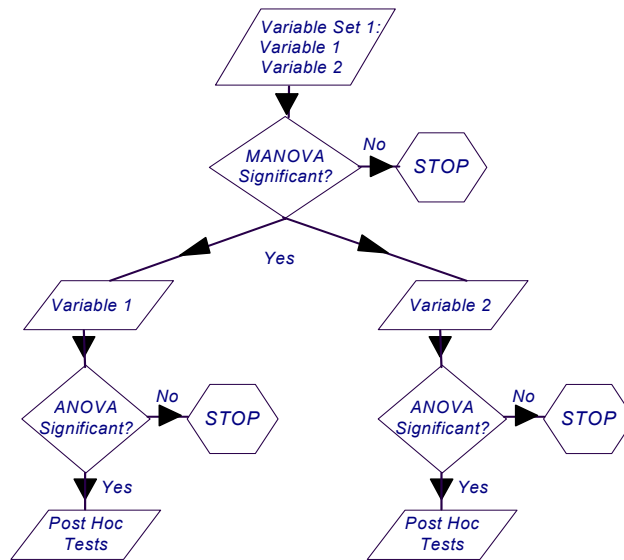 Variable Set 1:
Variable 1
Variable 2
MANOVA
Significant?
No
STOP
Yes
Variable 1
Variable 2
ANOVA
Significant?
No
STOP
ANOVA
Significant?
No
STOP
Yes
Yes
Post Hoc
Tests
Post Hoc
Tests